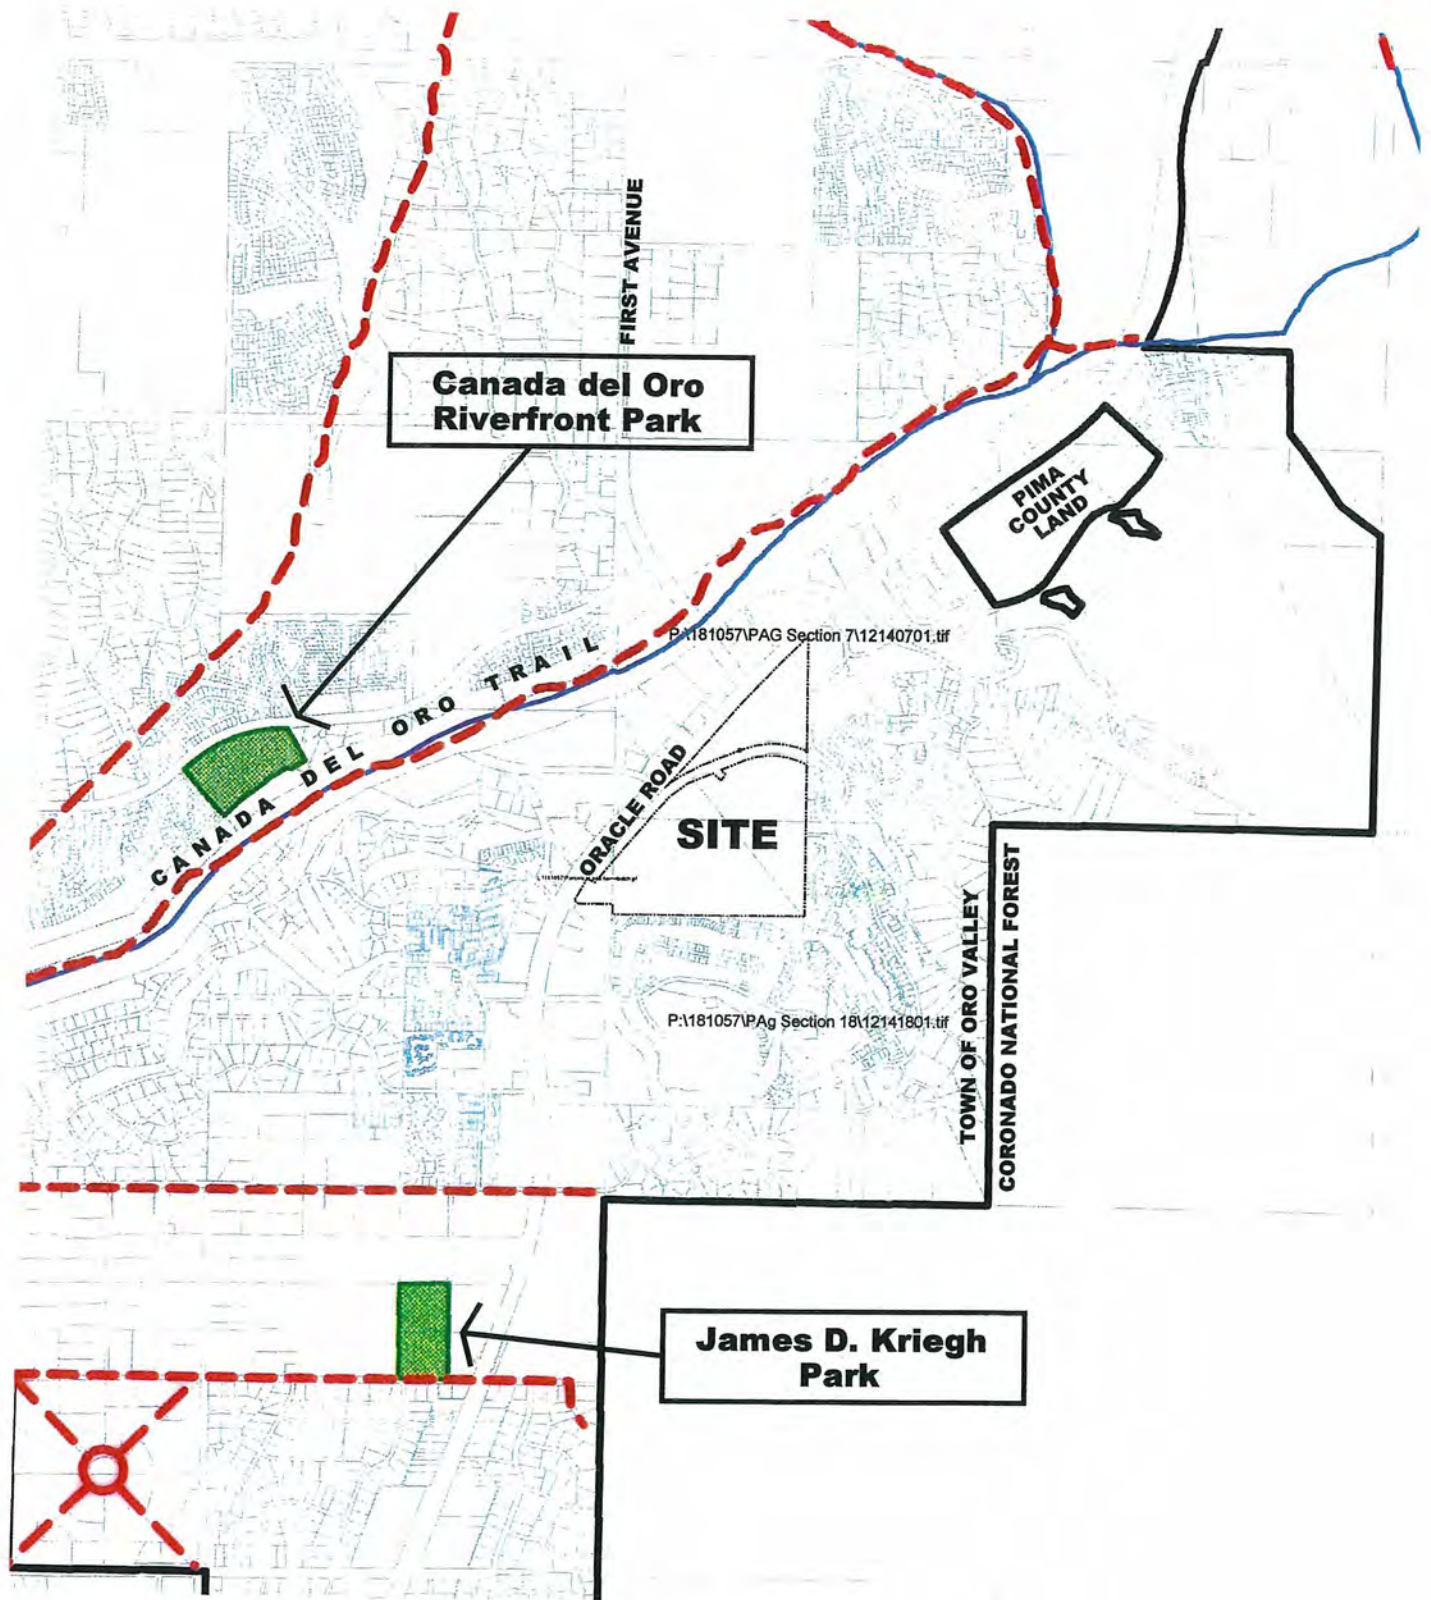 FIRST AVENUE
Canada del Oro
Riverfront Park
PIMA
COUNTY
LAND
P:\181057\PAG Section 7\12140701.tif
CANADA DEL ORO TRAIL
ORACLE ROAD
SITE
TOWN OF ORO VALLEY
CORONADO NATIONAL FOREST
P:\181057\PAg Section 18\12141801.tif
James D. Kriegh
Park